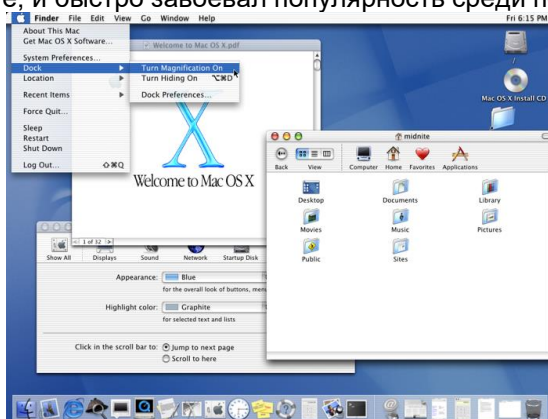 е, и быстро завоевал популярность среди п
Finder File Edit View Go Window Help Fri 6:15 PM
About This Mac
Get Mac OS X Software...
System Preferences...
Dock
Location
Recent Items
Force Quit...
Sleep
Restart
Shut Down
Log Out... ⇧⌘Q
Turn Magnification On
Turn Hiding On ⌥⌘D
Dock Preferences...
Welcome to Mac OS X.pdf
X
Welcome to Mac OS X
1 of 32
/
Mac OS X Install CD
midnite
Back View Computer Home Favorites Applications
Desktop Documents Library
Movies Music Pictures
Public Sites
Show All Displays Sound Network Startup Disk
Appearance: Blue
for the overall look of buttons, men
Highlight color: Graphite
for selected text and lists
Click in the scroll bar to: Jump to next page
Scroll to here